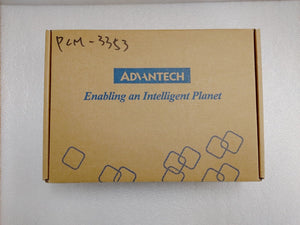 PCM-3353
ADVANTECH
Enabling an Intelligent Planet